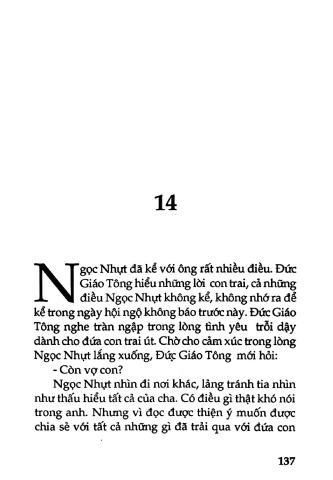 14
Ngọc Nhựt đã kể với ông rất nhiều điều. Đức
Giáo Tông hiểu những lời con trai, cả những
điều Ngọc Nhựt không kể, không nhớ ra để
kể trong ngày hội ngộ không báo trước này. Đức Giáo
Tông nghe tràn ngập trong lòng tình yêu trỗi dậy
dành cho đứa con trai út. Chờ cho cảm xúc trong lòng
Ngọc Nhựt lắng xuống, Đức Giáo Tông mới hỏi:
- Còn vợ con?
Ngọc Nhựt nhìn đi nơi khác, lảng tránh tia nhìn
như thấu hiểu tất cả của cha. Có điều gì thật khó nói
trong anh. Nhưng vì đọc được thiện ý muốn được
chia sẻ với tất cả những gì đã trải qua với đứa con
137